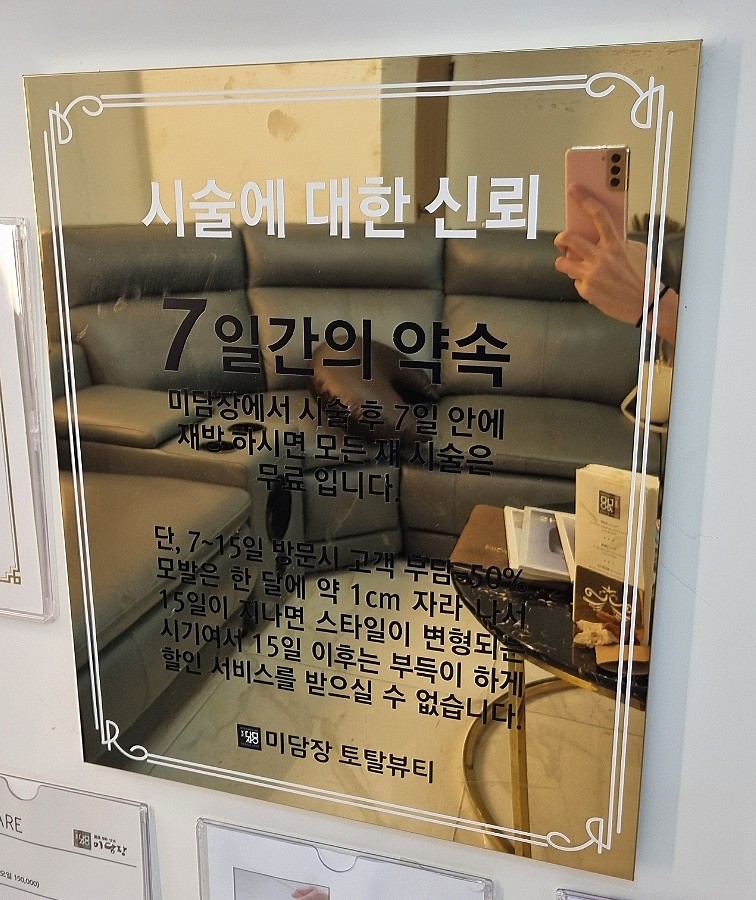 시술에 대한 신뢰
7일간의 약속
미담장에서 시술 후 7일 안에
재방 하시면 모든 재 시술은
무료 입니다.
단, 7~15일 방문시 고객 부담 50%
모발은 한 달에 약 1cm 자라 나서
15일이 지나면 스타일이 변형되는
시기여서 15일 이후는 부득이 하게
할인 서비스를 받으실 수 없습니다.
미담장 토탈뷰티
ARE
미담장
150,000)